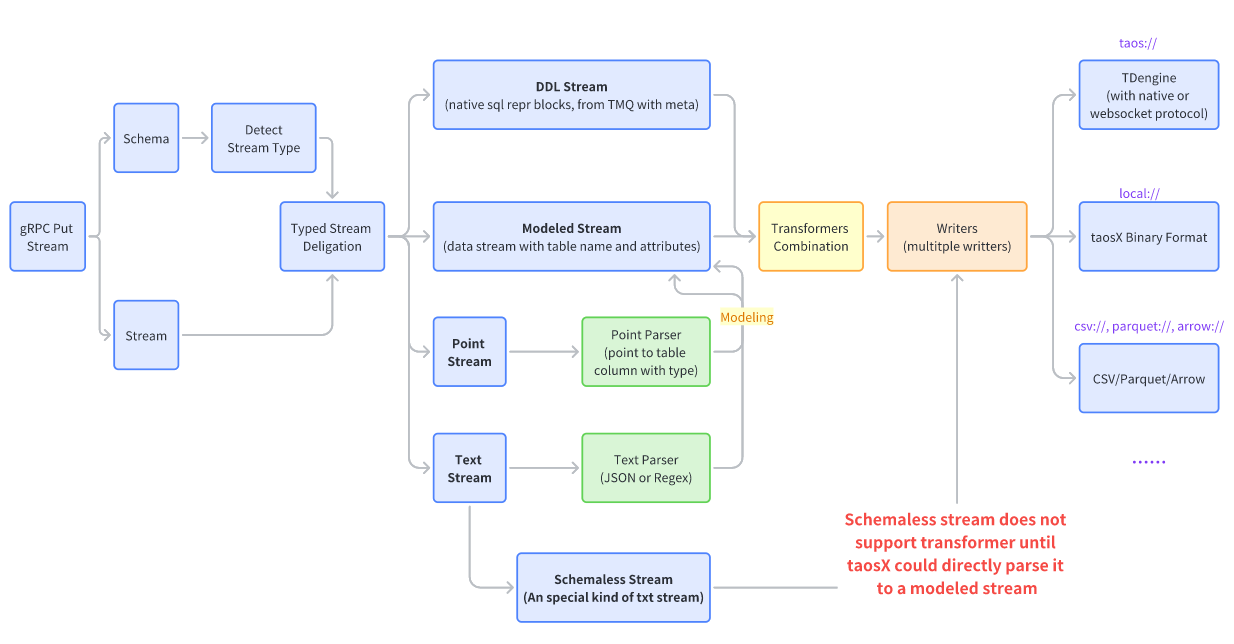 gRPC Put
Stream
Schema
Detect
Stream Type
Stream
Typed Stream
Deligation
DDL Stream
(native sql repr blocks, from TMQ with meta)
Modeled Stream
(data stream with table name and attributes)
Point
Stream
Point Parser
(point to table
column with type)
Modeling
Text
Stream
Text Parser
(JSON or Regex)
Schemaless Stream
(An special kind of txt stream)
Transformers
Combination
Writers
(multitple writters)
Schemaless stream does not
support transformer until
taosX could directly parse it
to a modeled stream
taos://
TDengine
(with native or
websocket protocol)
local://
taosX Binary Format
csv://, parquet://, arrow://
CSV/Parquet/Arrow
......